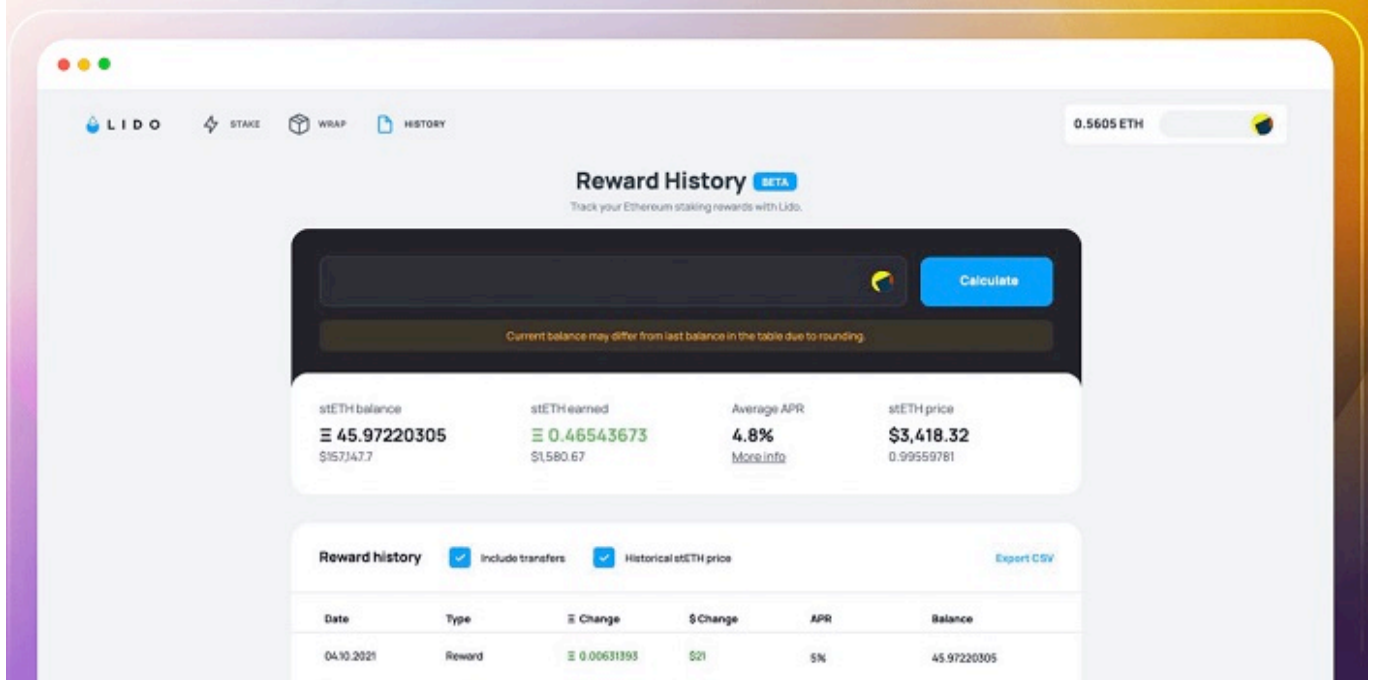 LIDO STAKE WRAP HISTORY 0.5605 ETH
Reward History BETA
Track your Ethereum staking rewards with Lido.
Calculate
Current balance may differ from last balance in the table due to rounding.
stETH balance stETH earned Average APR stETH price
Ξ 45.97220305 Ξ 0.46543673 4.8% $3,418.32
$157,147.7 $1,580.67 More info 0.99559781
Reward history Include transfers Historical stETH price Export CSV
Date Type Ξ Change $ Change APR Balance
04.10.2021 Reward Ξ 0.00631393 $21 5% 45.97220305